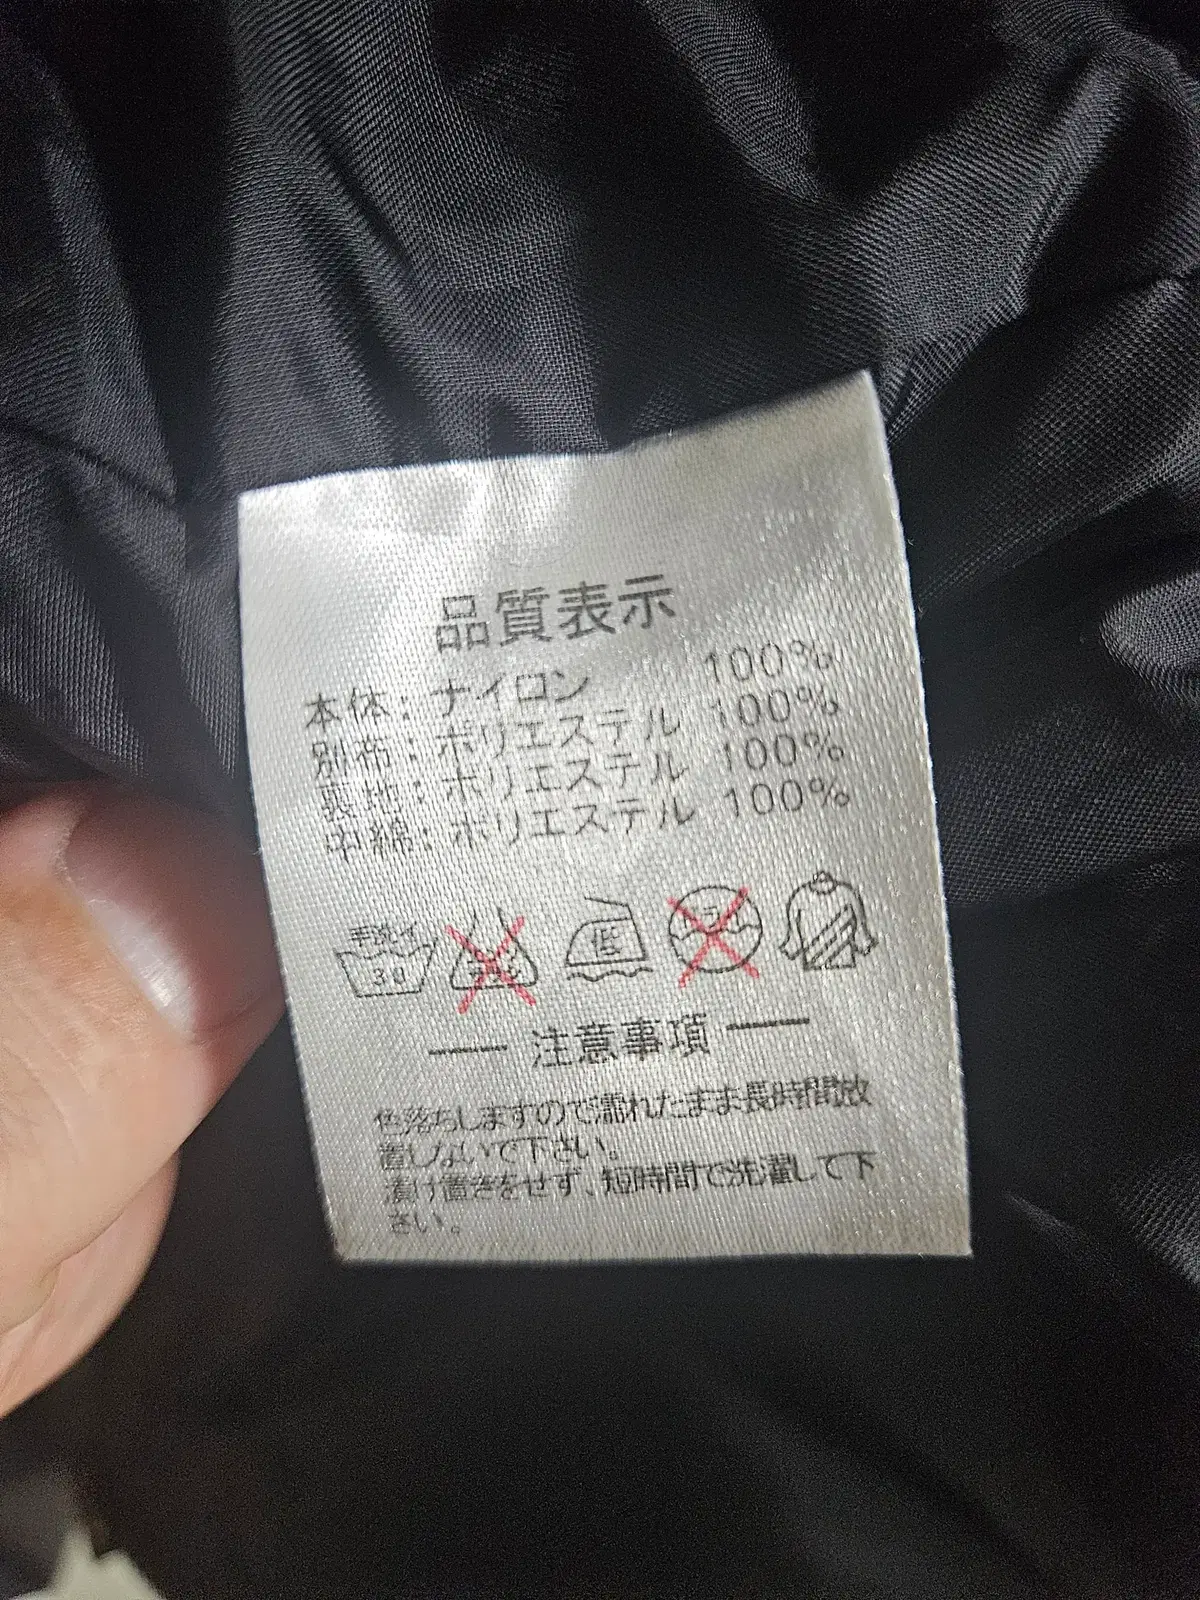 品質表示
本体：ナイロン 100%
別布：ポリエステル 100%
裏地：ポリエステル 100%
中綿：ポリエステル 100%
手洗イ
30
低
注意事項
色落ちしますので濡れたまま長時間放
置しないで下さい。
漬け置きをせず、短時間で洗濯して下
さい。